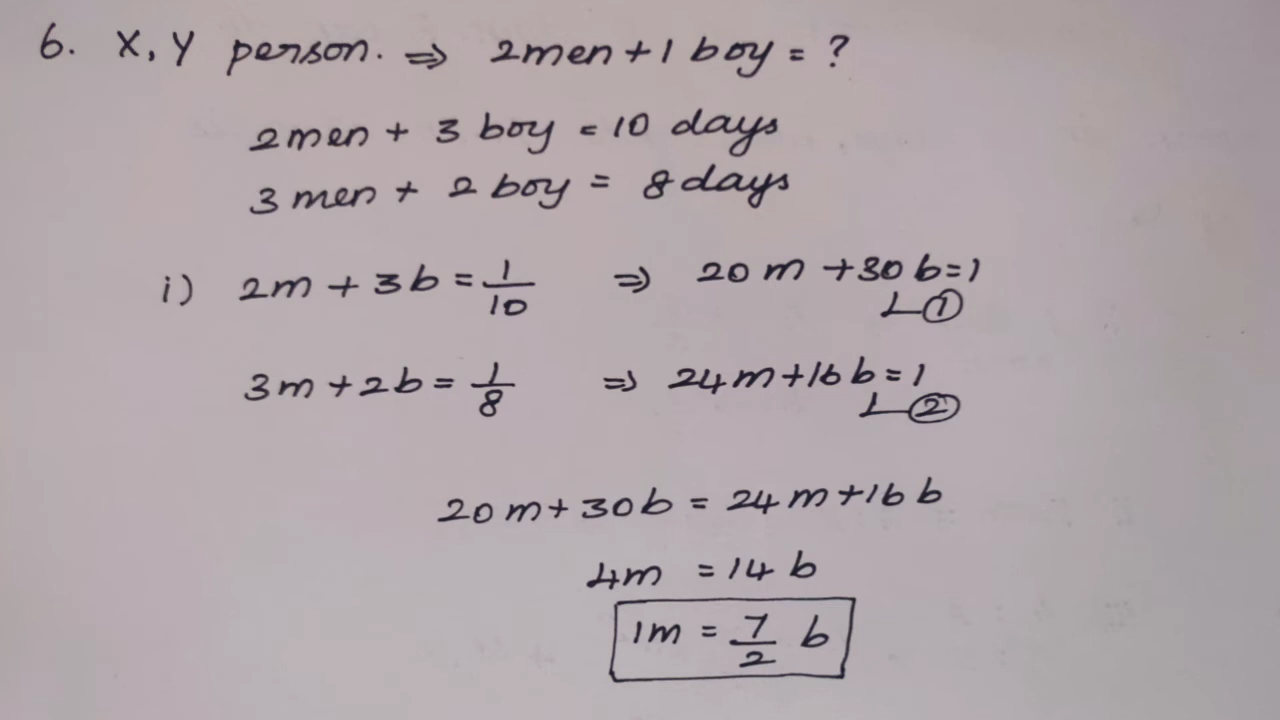 6. X, Y person. ⇒ 2men + 1 boy = ?
2men + 3 boy = 10 days
3 men + 2 boy = 8 days
i) 2m + 3b = 1/10 ⇒ 20 m + 30 b = 1
①
3m + 2b = 1/8 ⇒ 24m + 16 b = 1
②
20 m + 30b = 24 m + 16 b
4m = 14 b
1m = 7/2 b